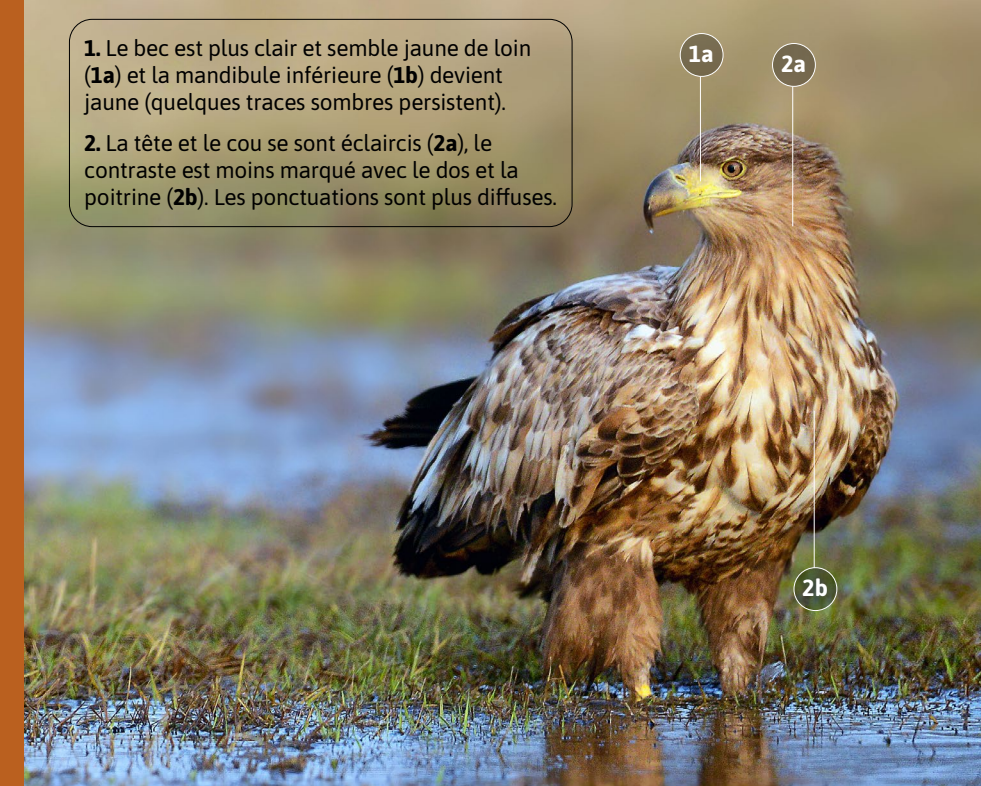 1. Le bec est plus clair et semble jaune de loin
(1a) et la mandibule inférieure (1b) devient
jaune (quelques traces sombres persistent).
2. La tête et le cou se sont éclaircis (2a), le
contraste est moins marqué avec le dos et la
poitrine (2b). Les ponctuations sont plus diffuses.
1a
2a
2b